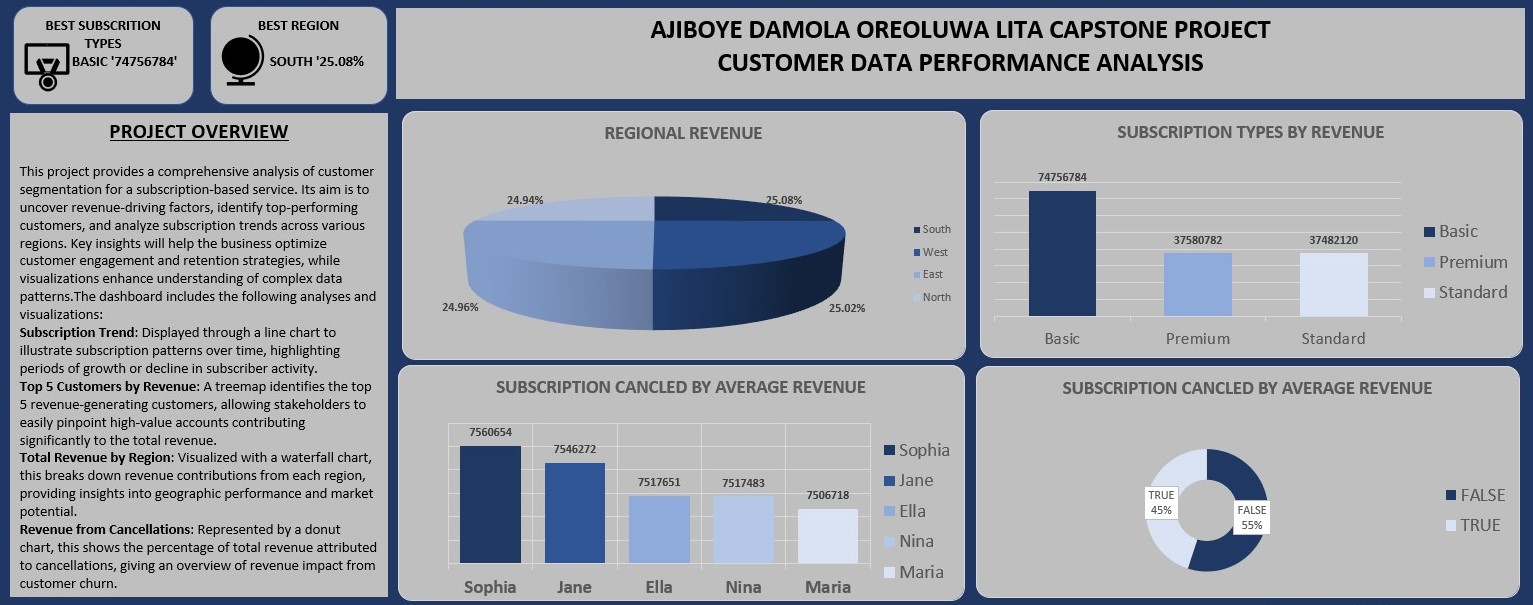 BEST SUBSCRITION
TYPES
BASIC '74756784'
BEST REGION
SOUTH '25.08%
AJIBOYE DAMOLA OREOLUWA LITA CAPSTONE PROJECT
CUSTOMER DATA PERFORMANCE ANALYSIS
PROJECT OVERVIEW
This project provides a comprehensive analysis of customer
segmentation for a subscription-based service. Its aim is to
uncover revenue-driving factors, identify top-performing
customers, and analyze subscription trends across various
regions. Key insights will help the business optimize
customer engagement and retention strategies, while
visualizations enhance understanding of complex data
patterns.The dashboard includes the following analyses and
visualizations:
Subscription Trend: Displayed through a line chart to
illustrate subscription patterns over time, highlighting
periods of growth or decline in subscriber activity.
Top 5 Customers by Revenue: A treemap identifies the top
5 revenue-generating customers, allowing stakeholders to
easily pinpoint high-value accounts contributing
significantly to the total revenue.
Total Revenue by Region: Visualized with a waterfall chart,
this breaks down revenue contributions from each region,
providing insights into geographic performance and market
potential.
Revenue from Cancellations: Represented by a donut
chart, this shows the percentage of total revenue attributed
to cancellations, giving an overview of revenue impact from
customer churn.
REGIONAL REVENUE
24.94%
25.08%
24.96%
25.02%
South
West
East
North
SUBSCRIPTION TYPES BY REVENUE
74756784
37580782
37482120
Basic
Premium
Standard
Basic
Premium
Standard
SUBSCRIPTION CANCLED BY AVERAGE REVENUE
7560654
7546272
7517651
7517483
7506718
Sophia
Jane
Ella
Nina
Maria
Sophia
Jane
Ella
Nina
Maria
SUBSCRIPTION CANCLED BY AVERAGE REVENUE
TRUE
45%
FALSE
55%
FALSE
TRUE